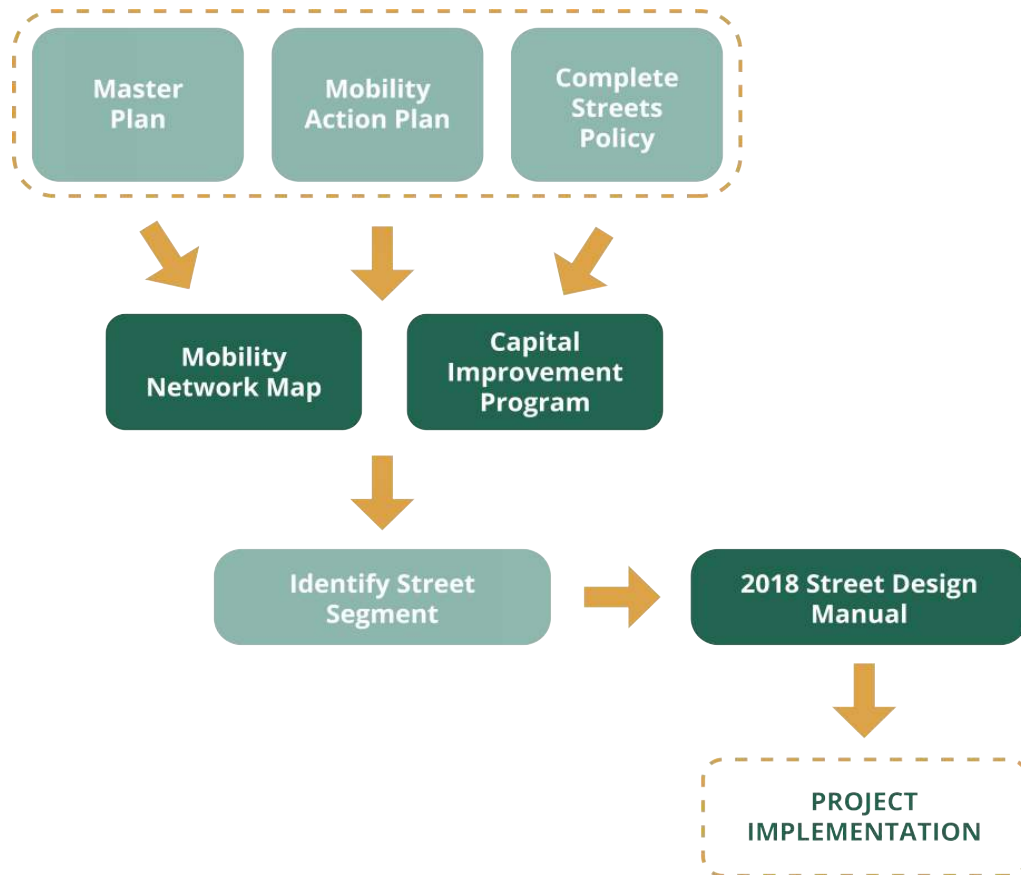 Master
Plan
Mobility
Action Plan
Complete
Streets
Policy
Mobility
Network Map
Capital
Improvement
Program
Identify Street
Segment
2018 Street Design
Manual
PROJECT
IMPLEMENTATION